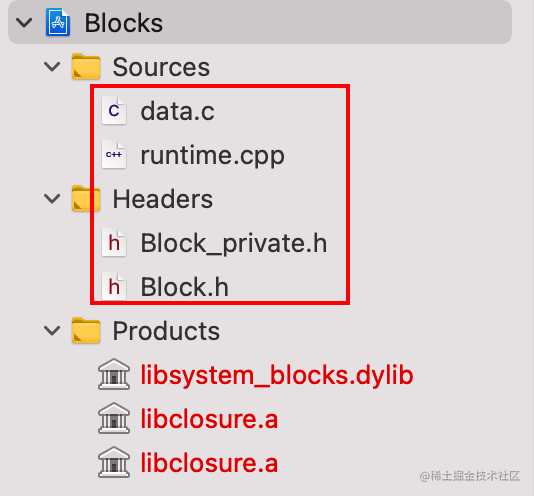 Blocks
Sources
C data.c
c++ runtime.cpp
Headers
h Block_private.h
h Block.h
Products
libsystem_blocks.dylib
libclosure.a
libclosure.a
@稀土掘金技术社区